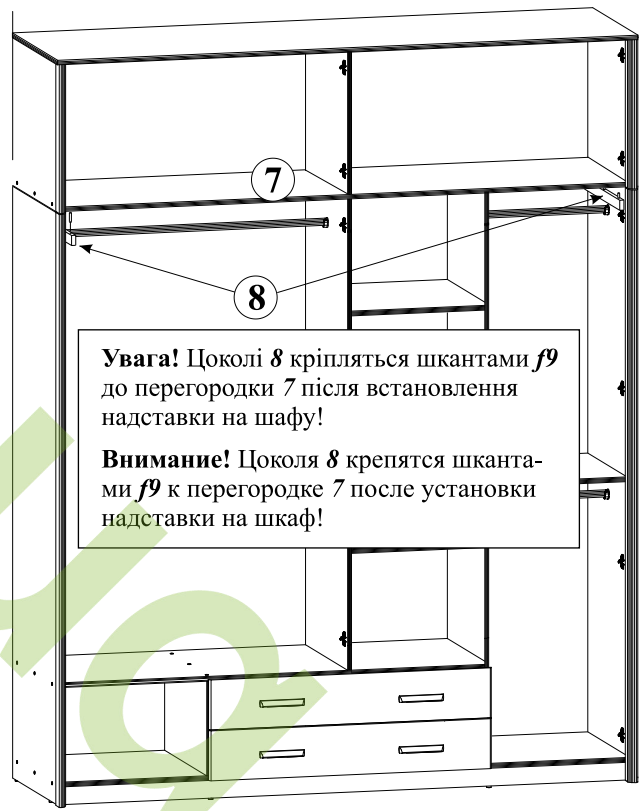 7
8
Увага! Цоколі 8 кріпляться шкантами f9
до перегородки 7 після встановлення
надставки на шафу!
Внимание! Цоколя 8 крепятся шканта-
ми f9 к перегородке 7 после установки
надставки на шкаф!